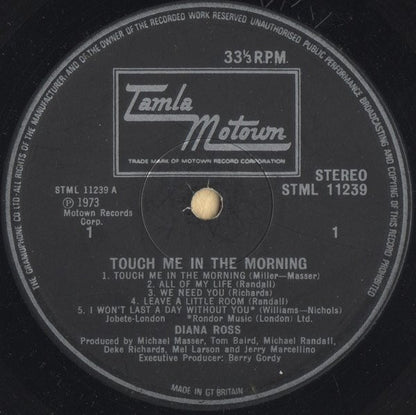 THE GRAMOPHONE CO LTD·ALL RIGHTS OF THE MANUFACTURER AND OF THE OWNER OF THE RECORDED WORK RESERVED·UNAUTHORISED PUBLIC PERFORMANCE BROADCASTING AND COPYING OF THIS RECORD PROHIBITED
33⅓ R.P.M.
Tamla
Motown
TRADE MARK OF MOTOWN RECORD CORPORATION
STEREO
STML 11239
STML 11239 A
Ⓟ 1973
Motown Records
Corp.
1
1
TOUCH ME IN THE MORNING
1. TOUCH ME IN THE MORNING (Miller—Masser)
2. ALL OF MY LIFE (Randall)
3. WE NEED YOU (Richards)
4. LEAVE A LITTLE ROOM (Randall)
5. I WON'T LAST A DAY WITHOUT YOU* (Williams—Nichols)
Jobete-London *Rondor Music (London) Ltd.
DIANA ROSS
Produced by Michael Masser, Tom Baird, Michael Randall,
Deke Richards, Mel Larson and Jerry Marcellino
Executive Producer: Berry Gordy
MADE IN GT BRITAIN